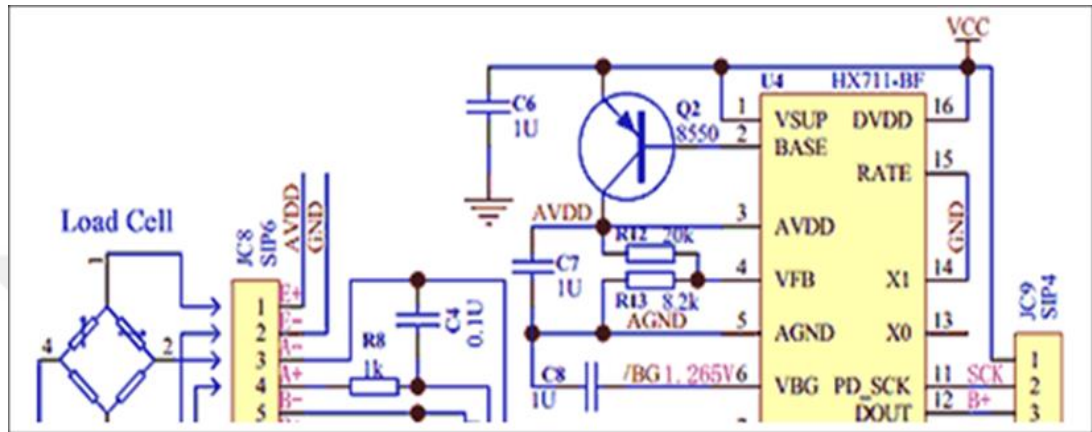 VCC
U4 HX711-BF
C6
1U
Q2
8550
1 VSUP DVDD 16
2 BASE
RATE 15
AVDD
3 AVDD
R12 20k
C7
1U
4 VFB X1 14
GND
R13 8.2k
AGND
5 AGND X0 13
C8
1U
/BG 1.265V 6 VBG PD_SCK 11 SCK
DOUT 12 B+
JC9
SIP4
1
2
3
Load Cell
JC8
SIP6
AVDD
GND
1
4
2
1 E+
2 E-
3 A-
4 A+
5 B-
R8
1k
C4
0.1U